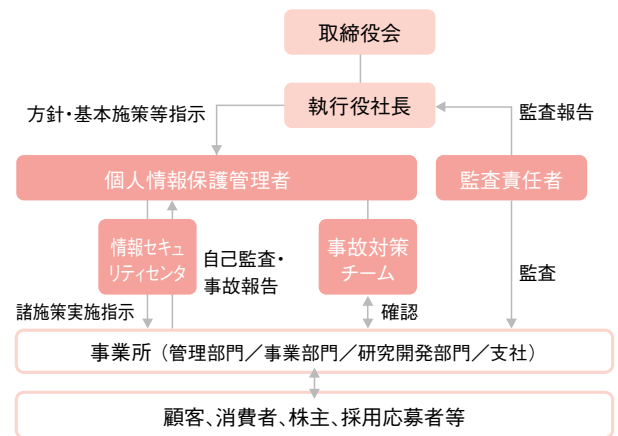 取締役会
執行役社長
方針・基本施策等指示
監査報告
個人情報保護管理者
監査責任者
情報セキュ
リティセンタ
自己監査・
事故報告
事故対策
チーム
監査
諸施策実施指示
確認
事業所（管理部門／事業部門／研究開発部門／支社）
顧客、消費者、株主、採用応募者等